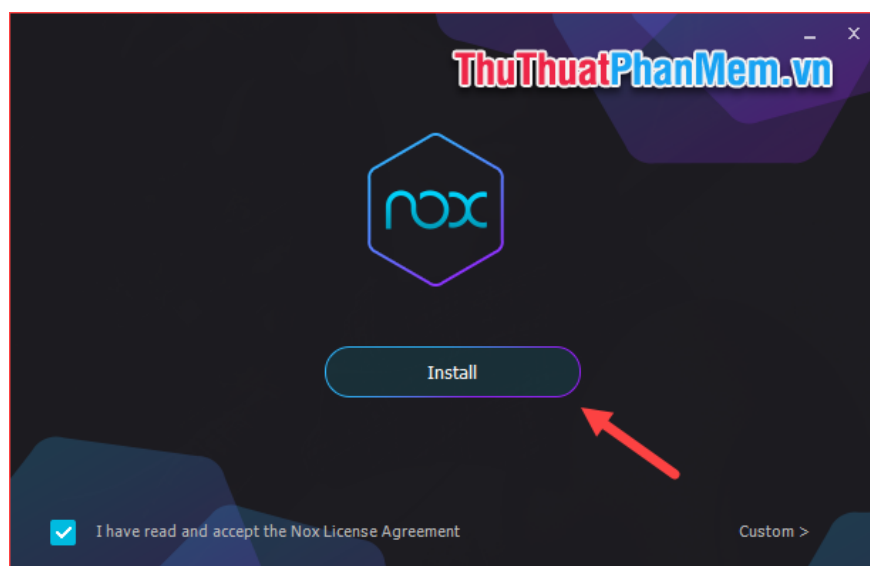 ThuThuatPhanMem.vn
nox
Install
I have read and accept the Nox License Agreement
Custom >